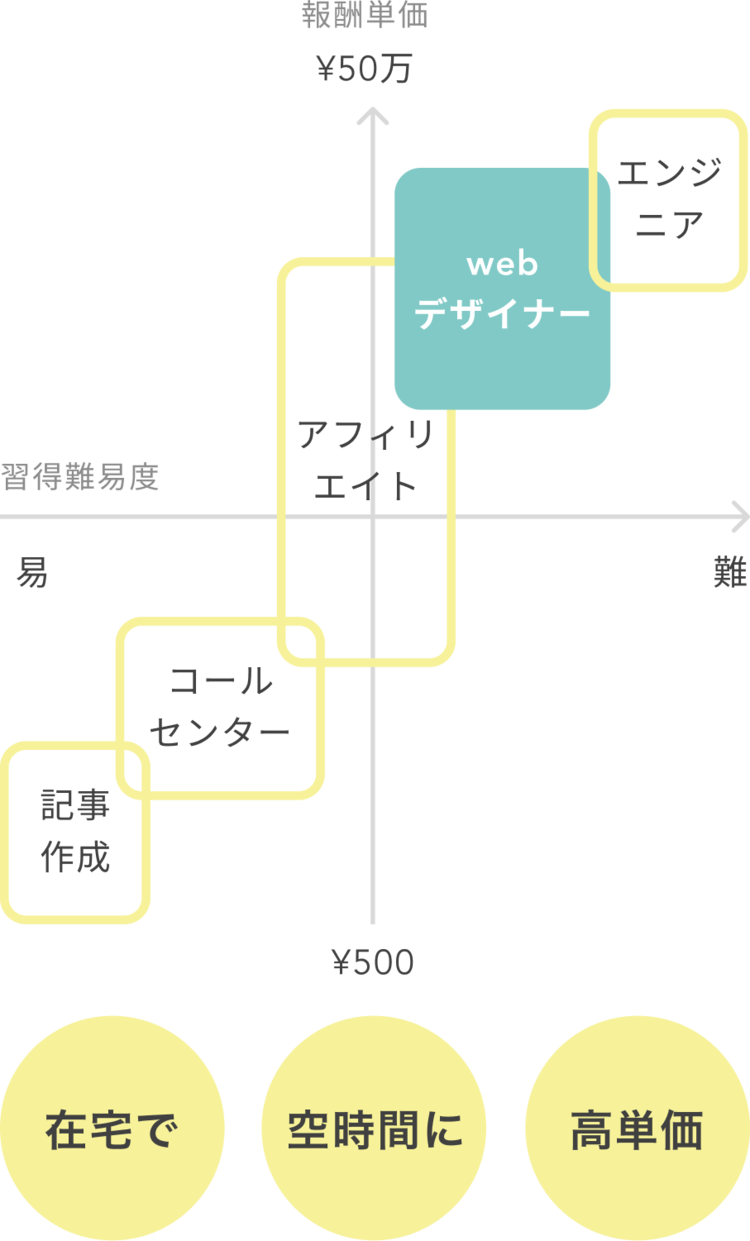 報酬単価
¥50万
エンジ
ニア
web
デザイナー
アフィリ
エイト
習得難易度
易
難
コール
センター
記事
作成
¥500
在宅で
空時間に
高単価